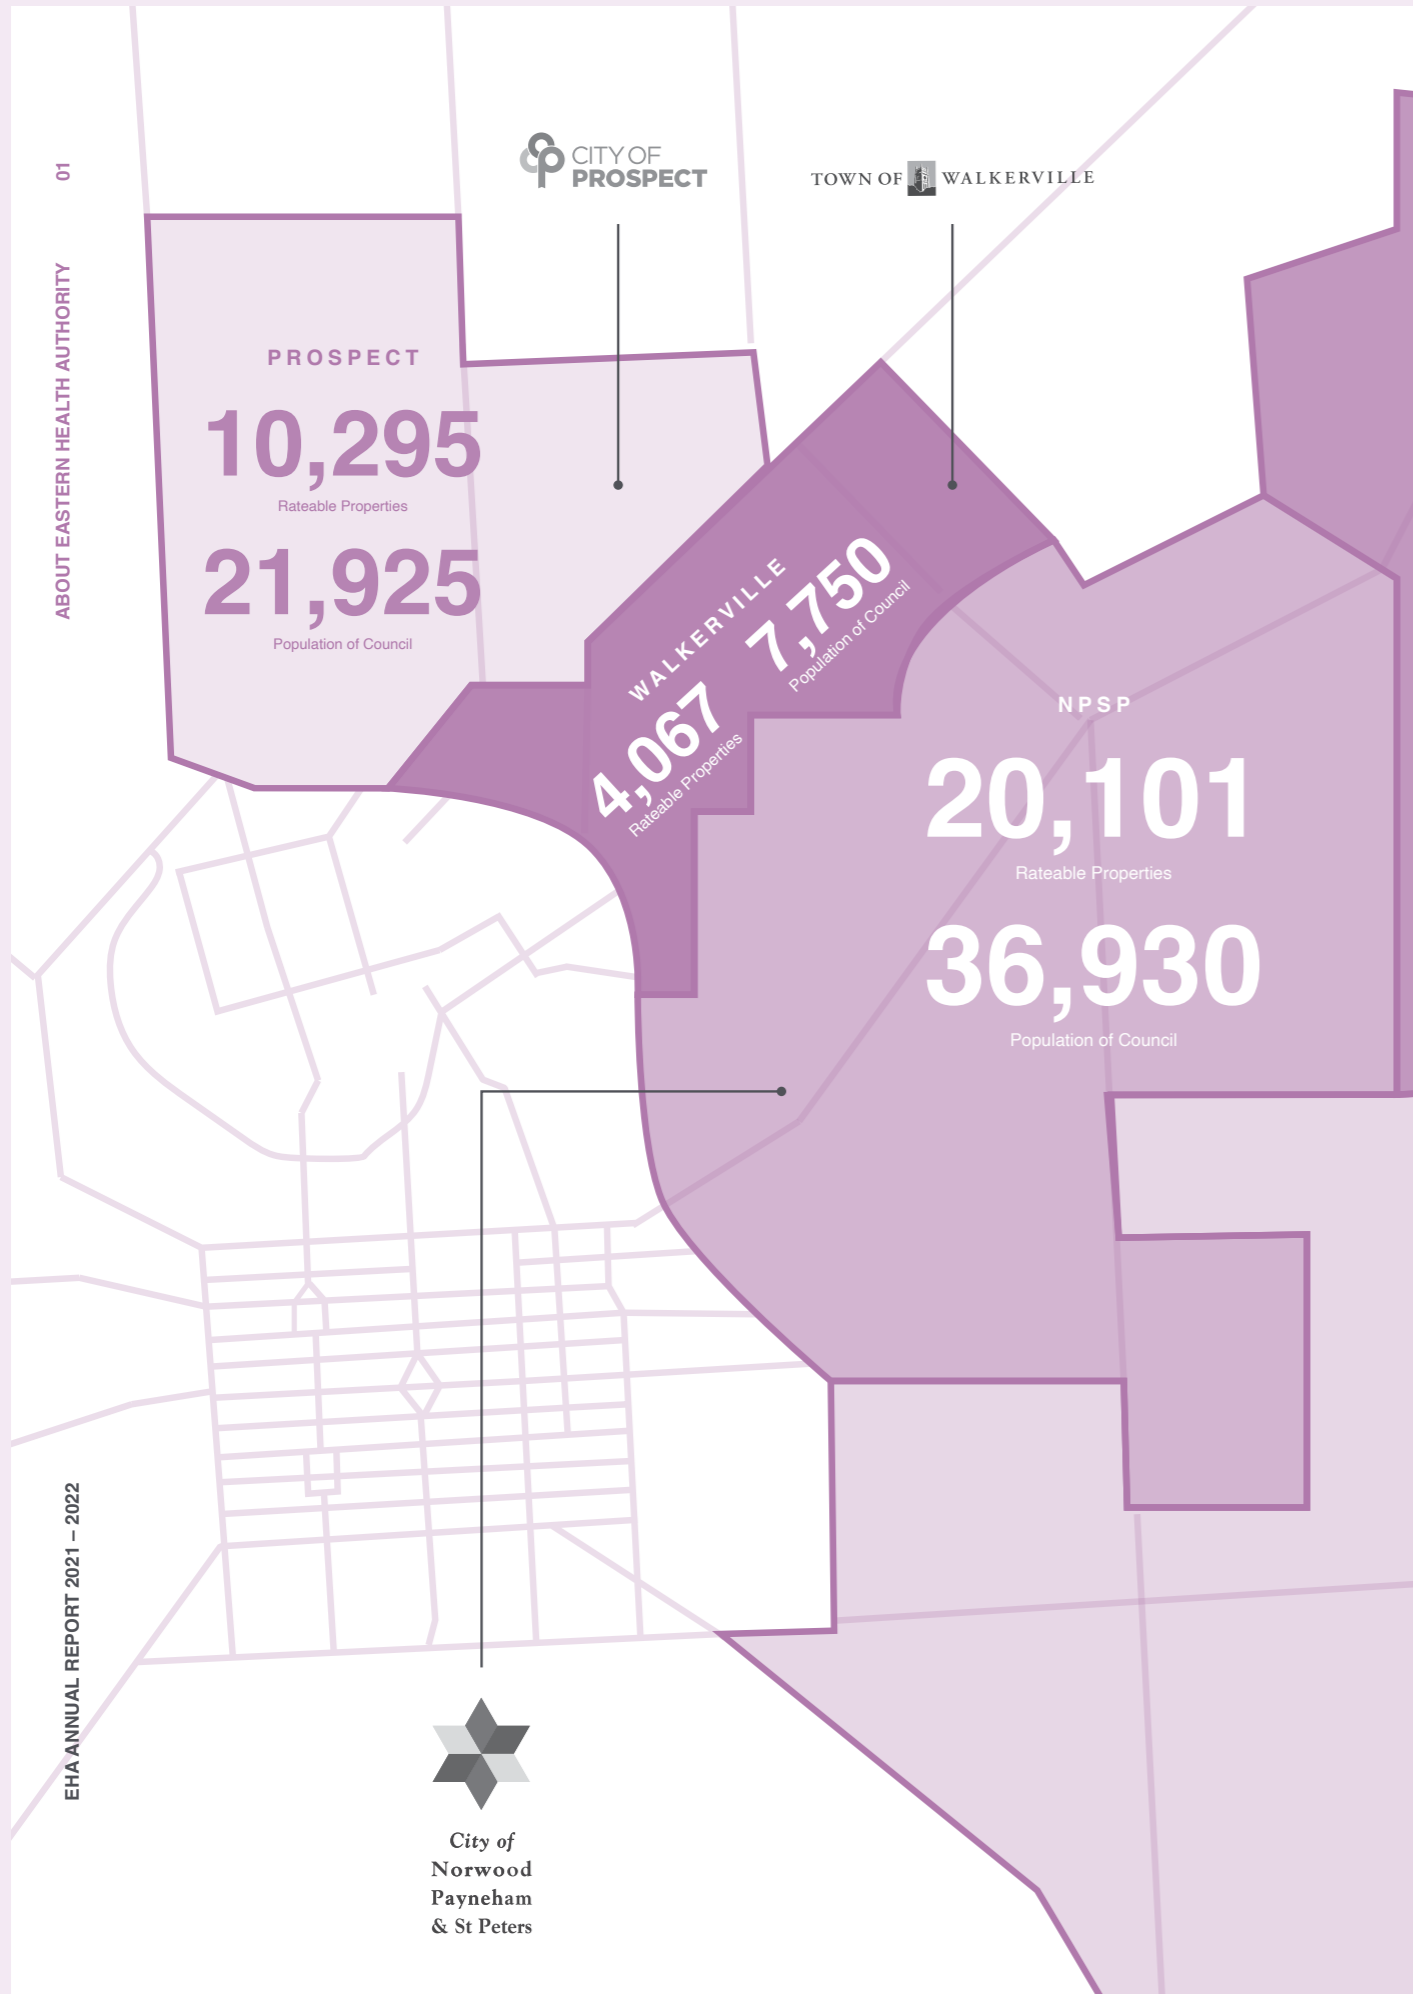 01
ABOUT EASTERN HEALTH AUTHORITY
EHA ANNUAL REPORT 2021 – 2022
CITY OF
PROSPECT
TOWN OF WALKERVILLE
PROSPECT
10,295
Rateable Properties
21,925
Population of Council
WALKERVILLE
4,067
Rateable Properties
7,750
Population of Council
NPSP
20,101
Rateable Properties
36,930
Population of Council
City of
Norwood
Payneham
& St Peters